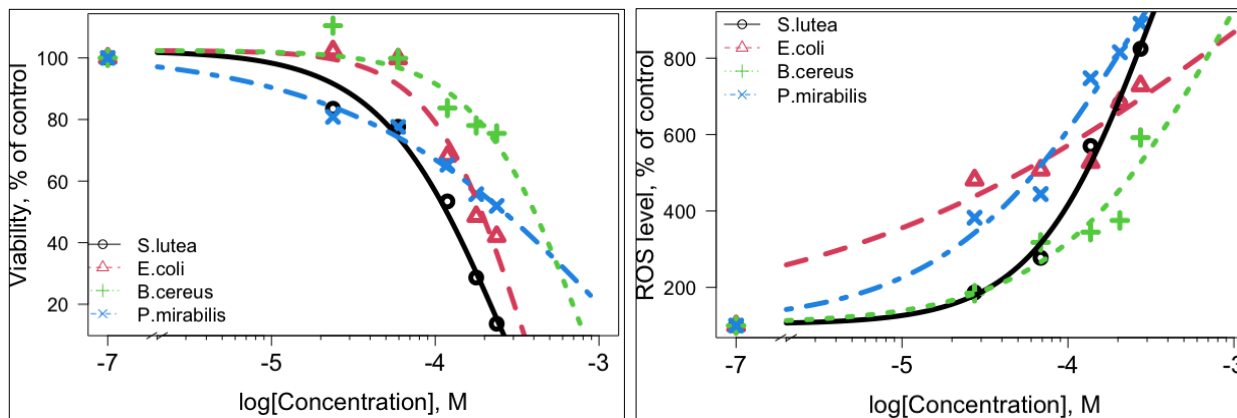 Viability, % of control
100
80
60
40
20
S.lutea
E.coli
B.cereus
P.mirabilis
-7
-5
-4
-3
log[Concentration], M
ROS level, % of control
800
600
400
200
S.lutea
E.coli
B.cereus
P.mirabilis
-7
-5
-4
-3
log[Concentration], M